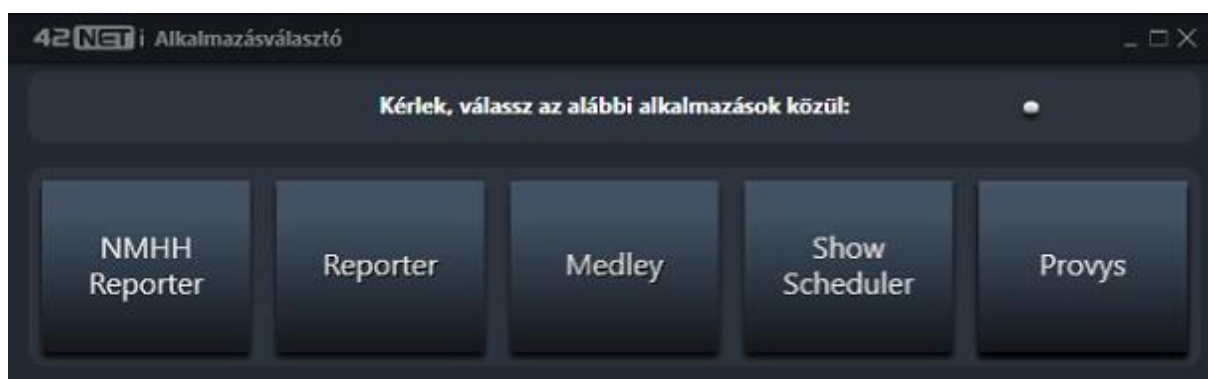 42 NET i Alkalmazásválasztó
Kérlek, válassz az alábbi alkalmazások közül:
NMHH
Reporter
Reporter
Medley
Show
Scheduler
Provys